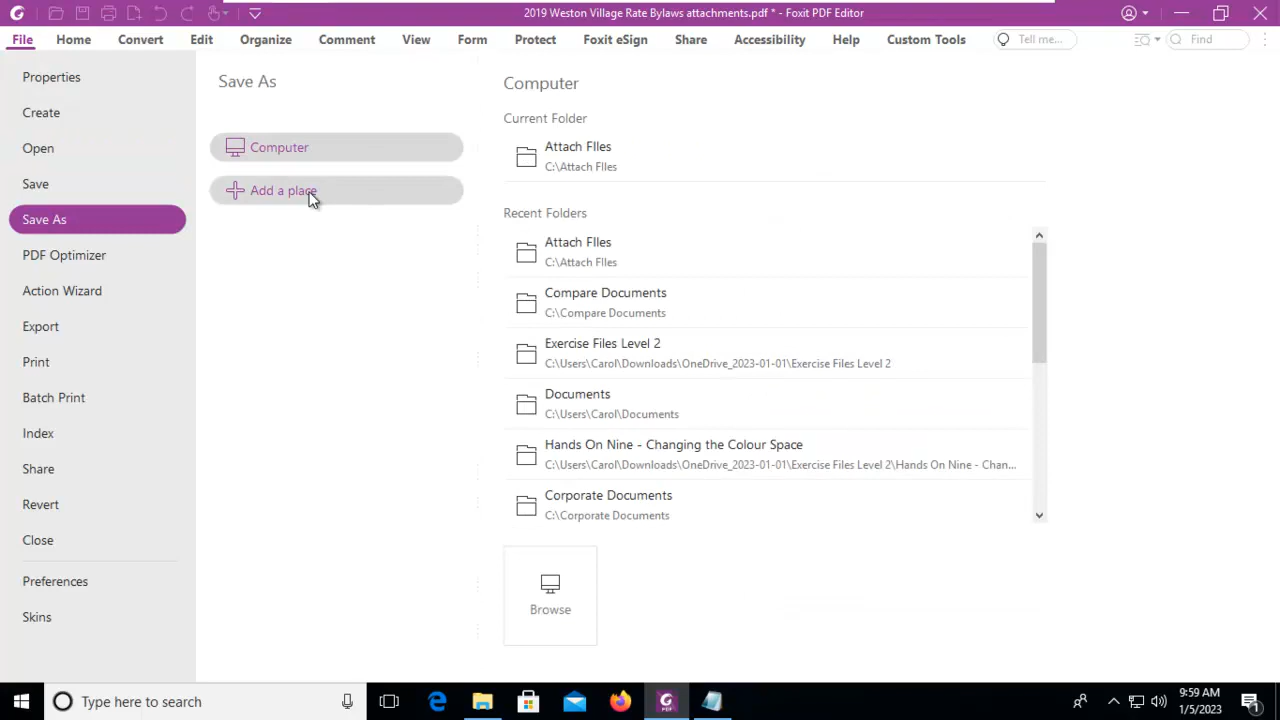 2019 Weston Village Rate Bylaws attachments.pdf * - Foxit PDF Editor
File Home Convert Edit Organize Comment View Form Protect Foxit eSign Share Accessibility Help Custom Tools Tell me... Find
Properties
Create
Open
Save
Save As
PDF Optimizer
Action Wizard
Export
Print
Batch Print
Index
Share
Revert
Close
Preferences
Skins
Save As
Computer
Add a place
Computer
Current Folder
Attach FIles
C:\Attach FIles
Recent Folders
Attach FIles
C:\Attach FIles
Compare Documents
C:\Compare Documents
Exercise Files Level 2
C:\Users\Carol\Downloads\OneDrive_2023-01-01\Exercise Files Level 2
Documents
C:\Users\Carol\Documents
Hands On Nine - Changing the Colour Space
C:\Users\Carol\Downloads\OneDrive_2023-01-01\Exercise Files Level 2\Hands On Nine - Chan...
Corporate Documents
C:\Corporate Documents
Browse
Type here to search
PDF
9:59 AM
1/5/2023
1